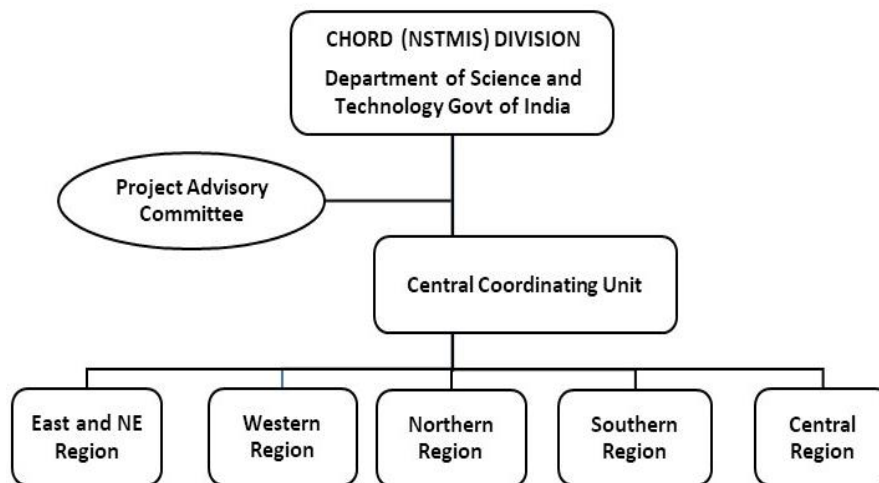 CHORD (NSTMIS) DIVISION
Department of Science and
Technology Govt of India
Project Advisory
Committee
Central Coordinating Unit
East and NE
Region
Western
Region
Northern
Region
Southern
Region
Central
Region